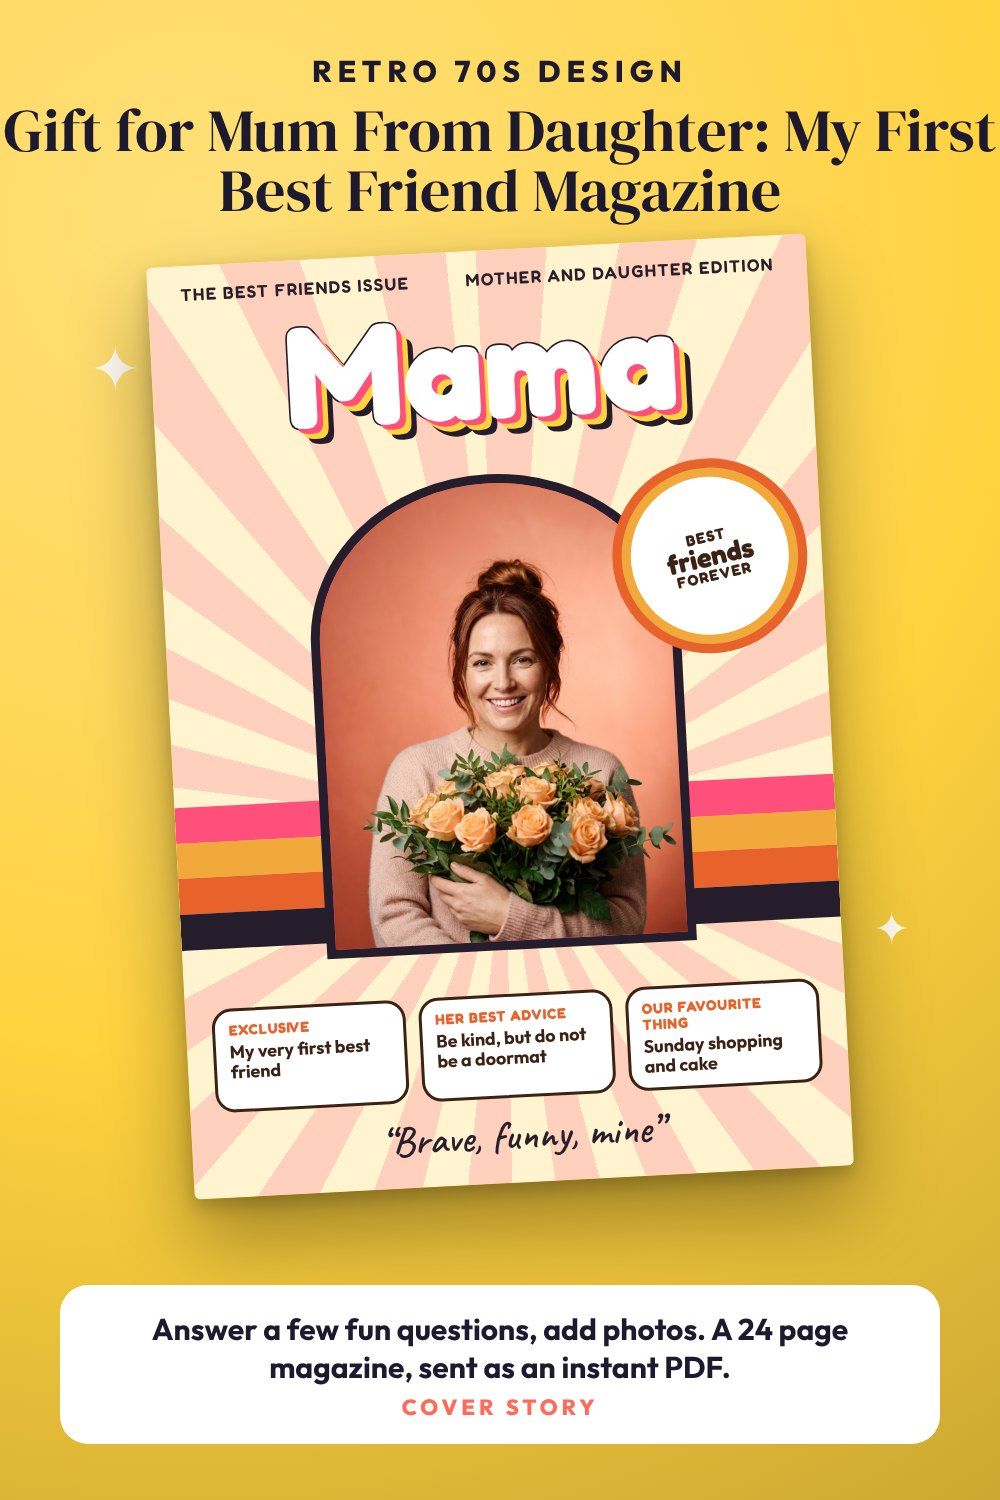 RETRO 70S DESIGN
Gift for Mum From Daughter: My First
Best Friend Magazine
THE BEST FRIENDS ISSUE
MOTHER AND DAUGHTER EDITION
Mama
BEST
friends
FOREVER
EXCLUSIVE
My very first best
friend
HER BEST ADVICE
Be kind, but do not
be a doormat
OUR FAVOURITE
THING
Sunday shopping
and cake
“Brave, funny, mine”
Answer a few fun questions, add photos. A 24 page
magazine, sent as an instant PDF.
COVER STORY